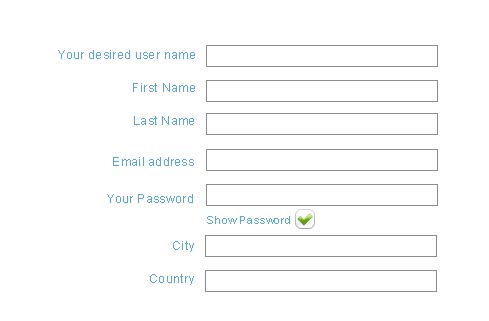 Your desired user name
First Name
Last Name
Email address
Your Password
Show Password
City
Country